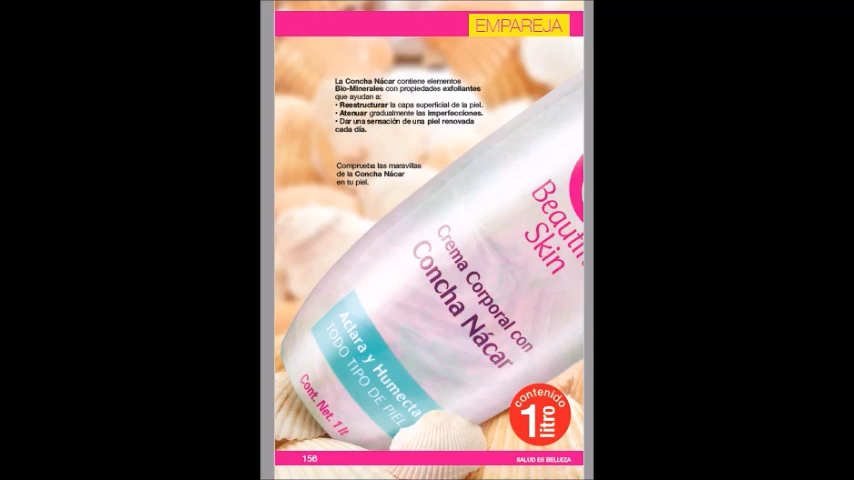 EMPAREJA
La Concha Nácar contiene elementos
Bio-Minerales con propiedades exfoliantes
que ayudan a:
• Reestructurar la capa superficial de la piel.
• Atenuar gradualmente las imperfecciones.
• Dar una sensación de una piel renovada
cada día.
Comprueba las maravillas
de la Concha Nácar
en tu piel.
Skin
Crema Corporal con
Concha Nácar
Aclara y Humecta
TODO TIPO DE PIEL
Cont. Net. 1 lt
contenido
1 litro
156
SALUD ES BELLEZA